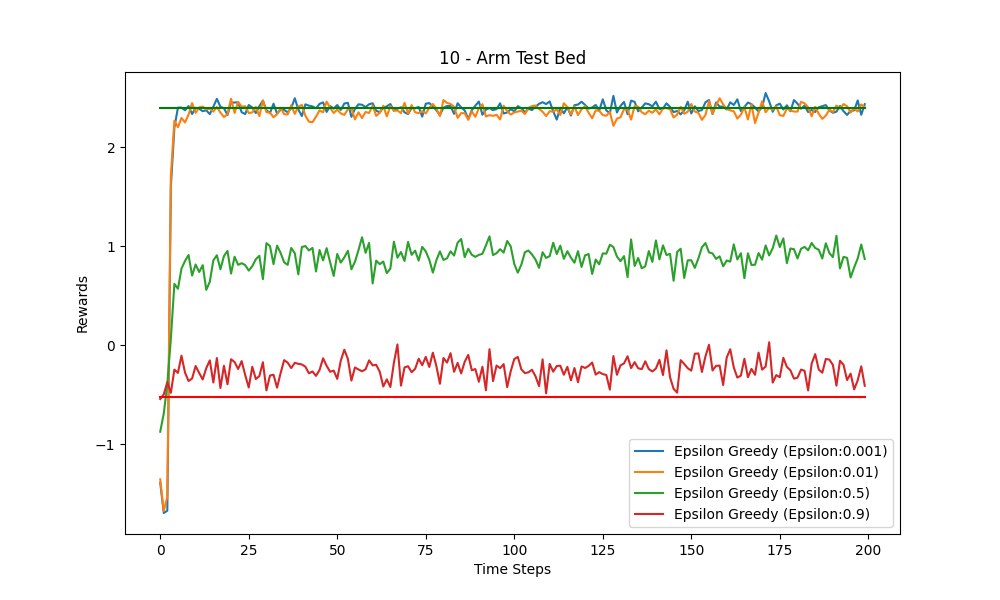 10 - Arm Test Bed
Rewards
2
1
0
−1
0
25
50
75
100
125
150
175
200
Time Steps
Epsilon Greedy (Epsilon:0.001)
Epsilon Greedy (Epsilon:0.01)
Epsilon Greedy (Epsilon:0.5)
Epsilon Greedy (Epsilon:0.9)